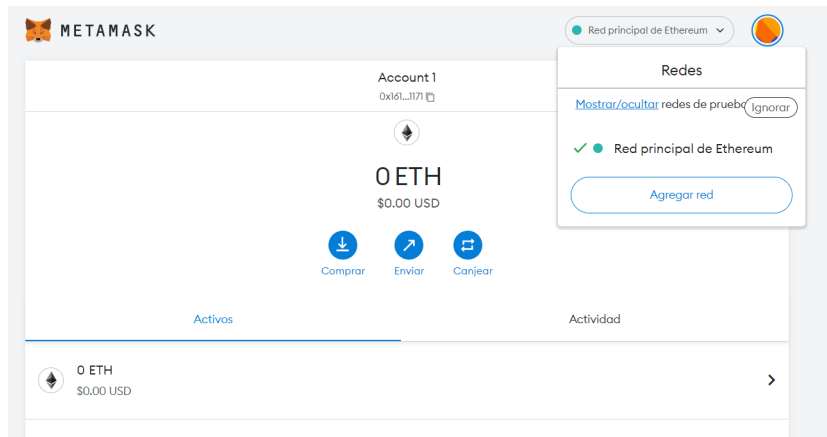 METAMASK
Red principal de Ethereum
Account 1
0x161...1171
Redes
Mostrar/ocultar redes de prueba
Ignorar
Red principal de Ethereum
Agregar red
0 ETH
$0.00 USD
Comprar
Enviar
Canjear
Activos
Actividad
0 ETH
$0.00 USD